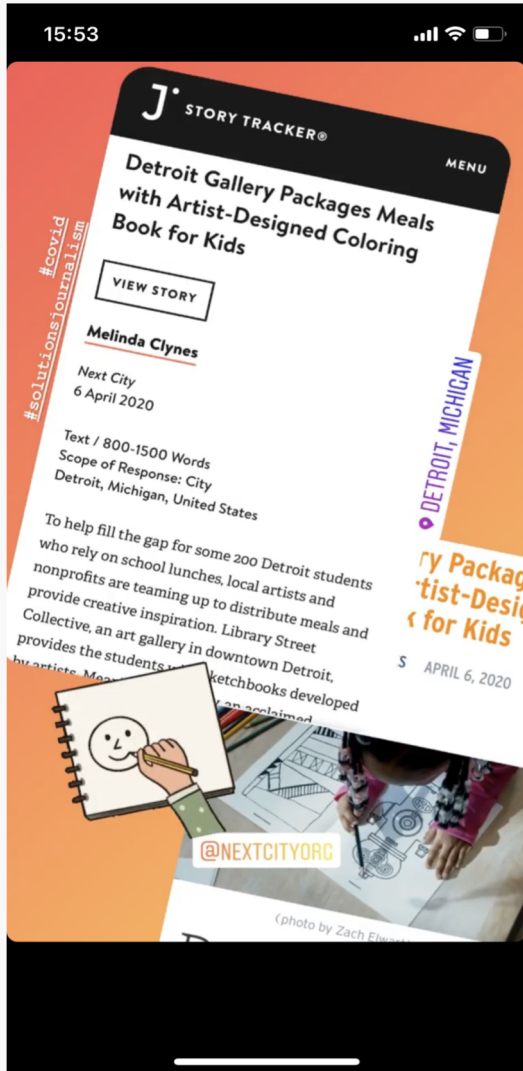 15:53
J
STORY TRACKER®
MENU
Detroit Gallery Packages Meals
with Artist-Designed Coloring
Book for Kids
VIEW STORY
Melinda Clynes
Next City
6 April 2020
Text / 800-1500 Words
Scope of Response: City
Detroit, Michigan, United States
To help fill the gap for some 200 Detroit students
who rely on school lunches, local artists and
nonprofits are teaming up to distribute meals and
provide creative inspiration. Library Street
Collective, an art gallery in downtown Detroit,
provides the students ketchbooks developed
by artists. an acclaimed
#covid
#solutionsjournalism
DETROIT, MICHIGAN
ry Packag
tist-Desig
for Kids
S APRIL 6, 2020
@NEXTCITYORG
(photo by Zach